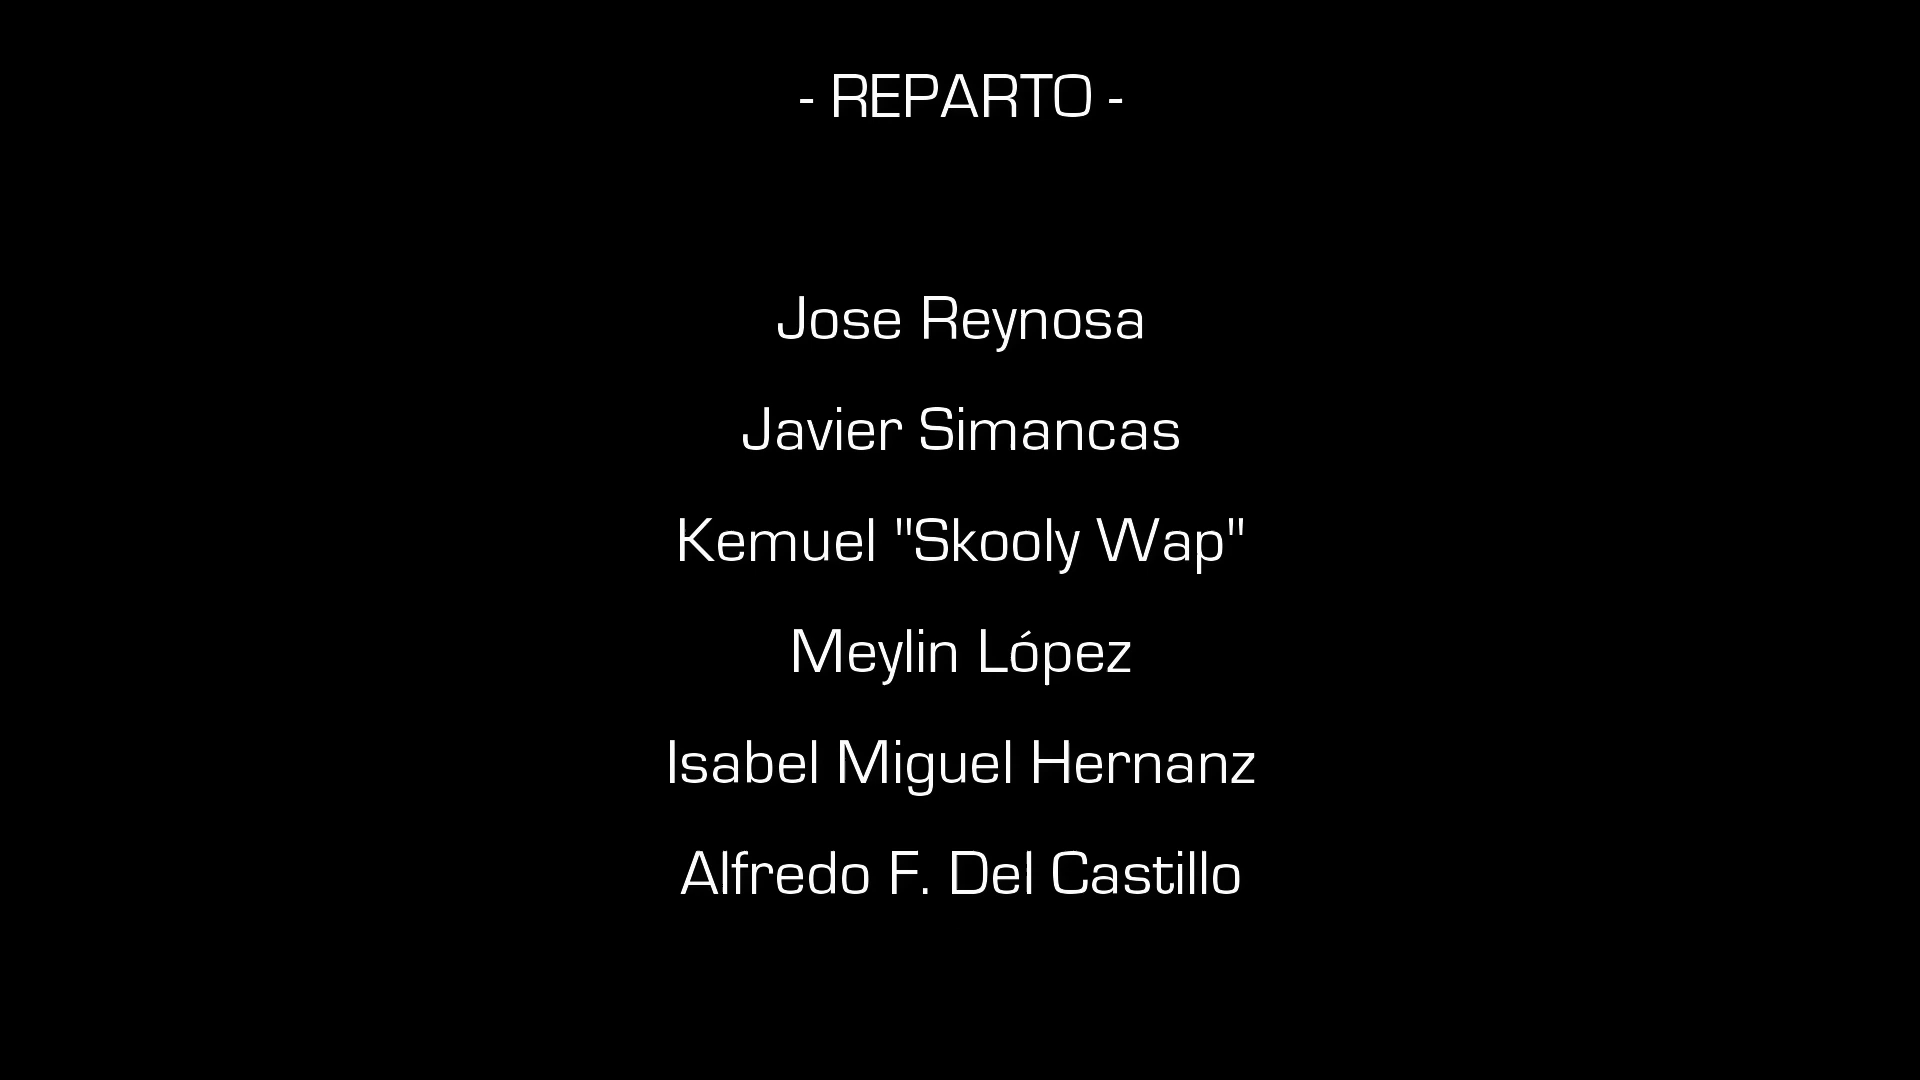 - REPARTO -
Jose Reynosa
Javier Simancas
Kemuel "Skooly Wap"
Meylin López
Isabel Miguel Hernanz
Alfredo F. Del Castillo